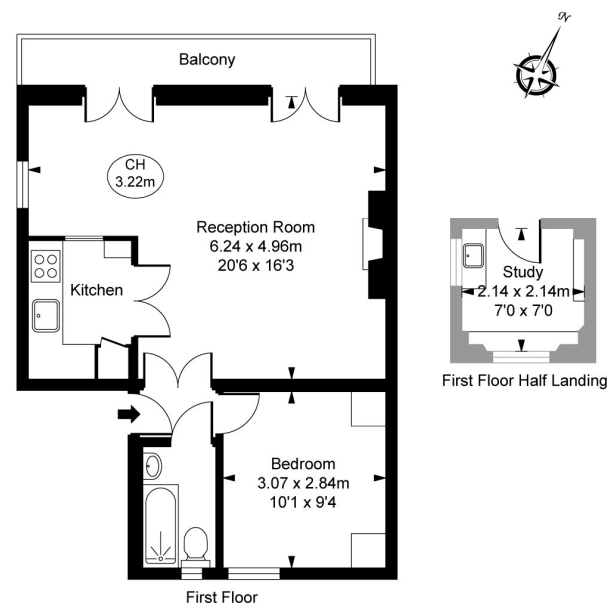 N
Balcony
CH
3.22m
Reception Room
6.24 x 4.96m
20'6 x 16'3
Kitchen
Study
2.14 x 2.14m
7'0 x 7'0
First Floor Half Landing
Bedroom
3.07 x 2.84m
10'1 x 9'4
First Floor